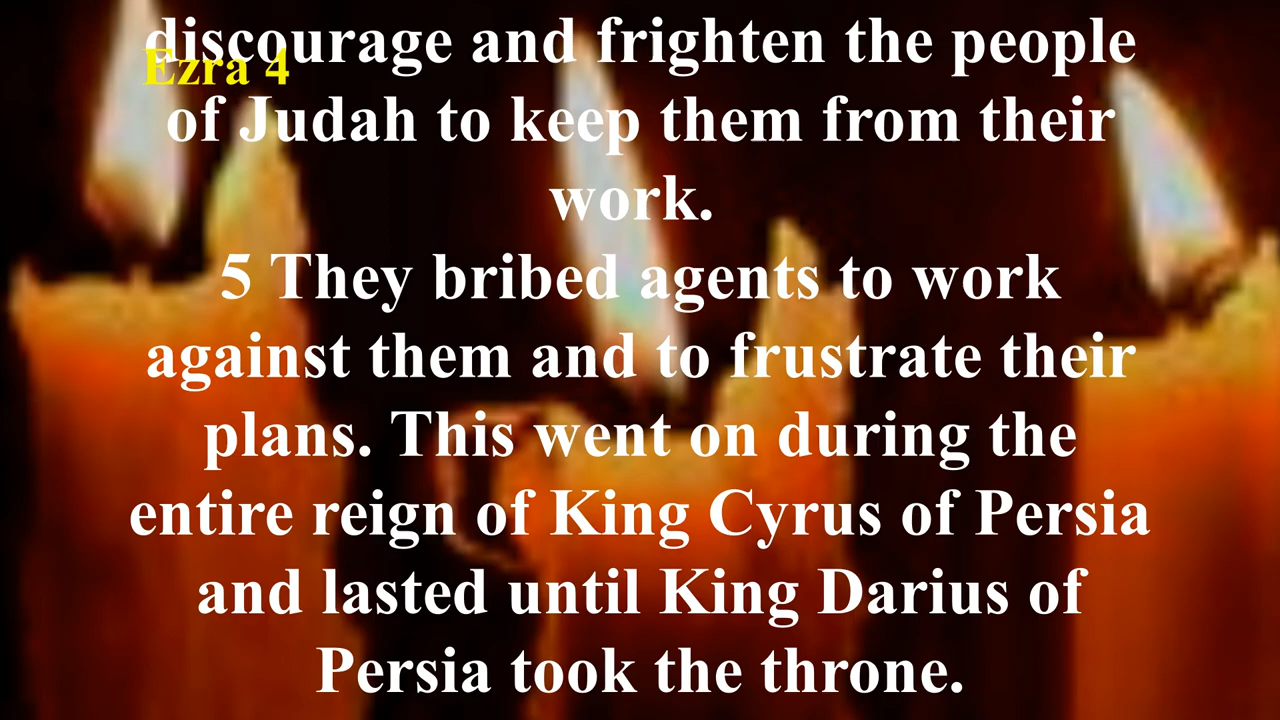 discourage and frighten the people
Ezra 4
of Judah to keep them from their
work.
5 They bribed agents to work
against them and to frustrate their
plans. This went on during the
entire reign of King Cyrus of Persia
and lasted until King Darius of
Persia took the throne.